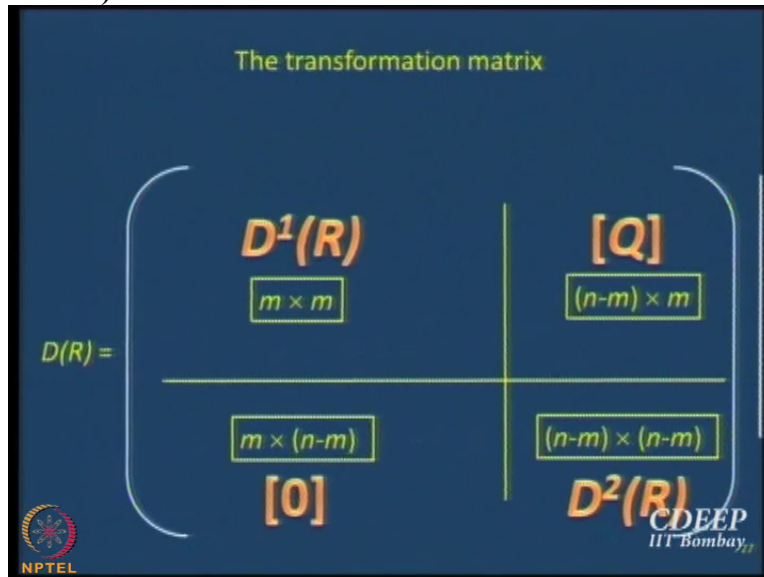 The transformation matrix
D¹(R)
[Q]
m × m
(n-m) × m
D(R) =
m × (n-m)
(n-m) × (n-m)
[0]
D²(R)
CDEEP
IIT Bombay
NPTEL